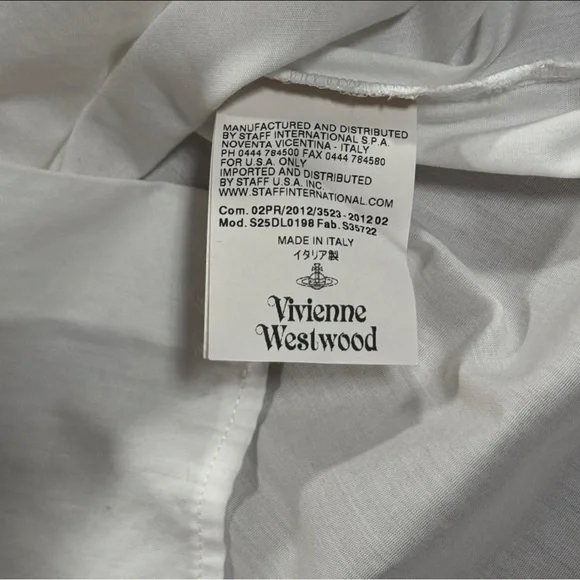 MANUFACTURED AND DISTRIBUTED
BY STAFF INTERNATIONAL S.P.A.
NOVENTA VICENTINA - ITALY
PH 0444 784500 FAX 0444 784580
FOR U.S.A. ONLY
IMPORTED AND DISTRIBUTED
BY STAFF U.S.A. INC.
WWW.STAFFINTERNATIONAL.COM
Com. 02PR/2012/3523-201202
Mod. S25DL0198 Fab. S35722
MADE IN ITALY
イタリア製
Vivienne
Westwood